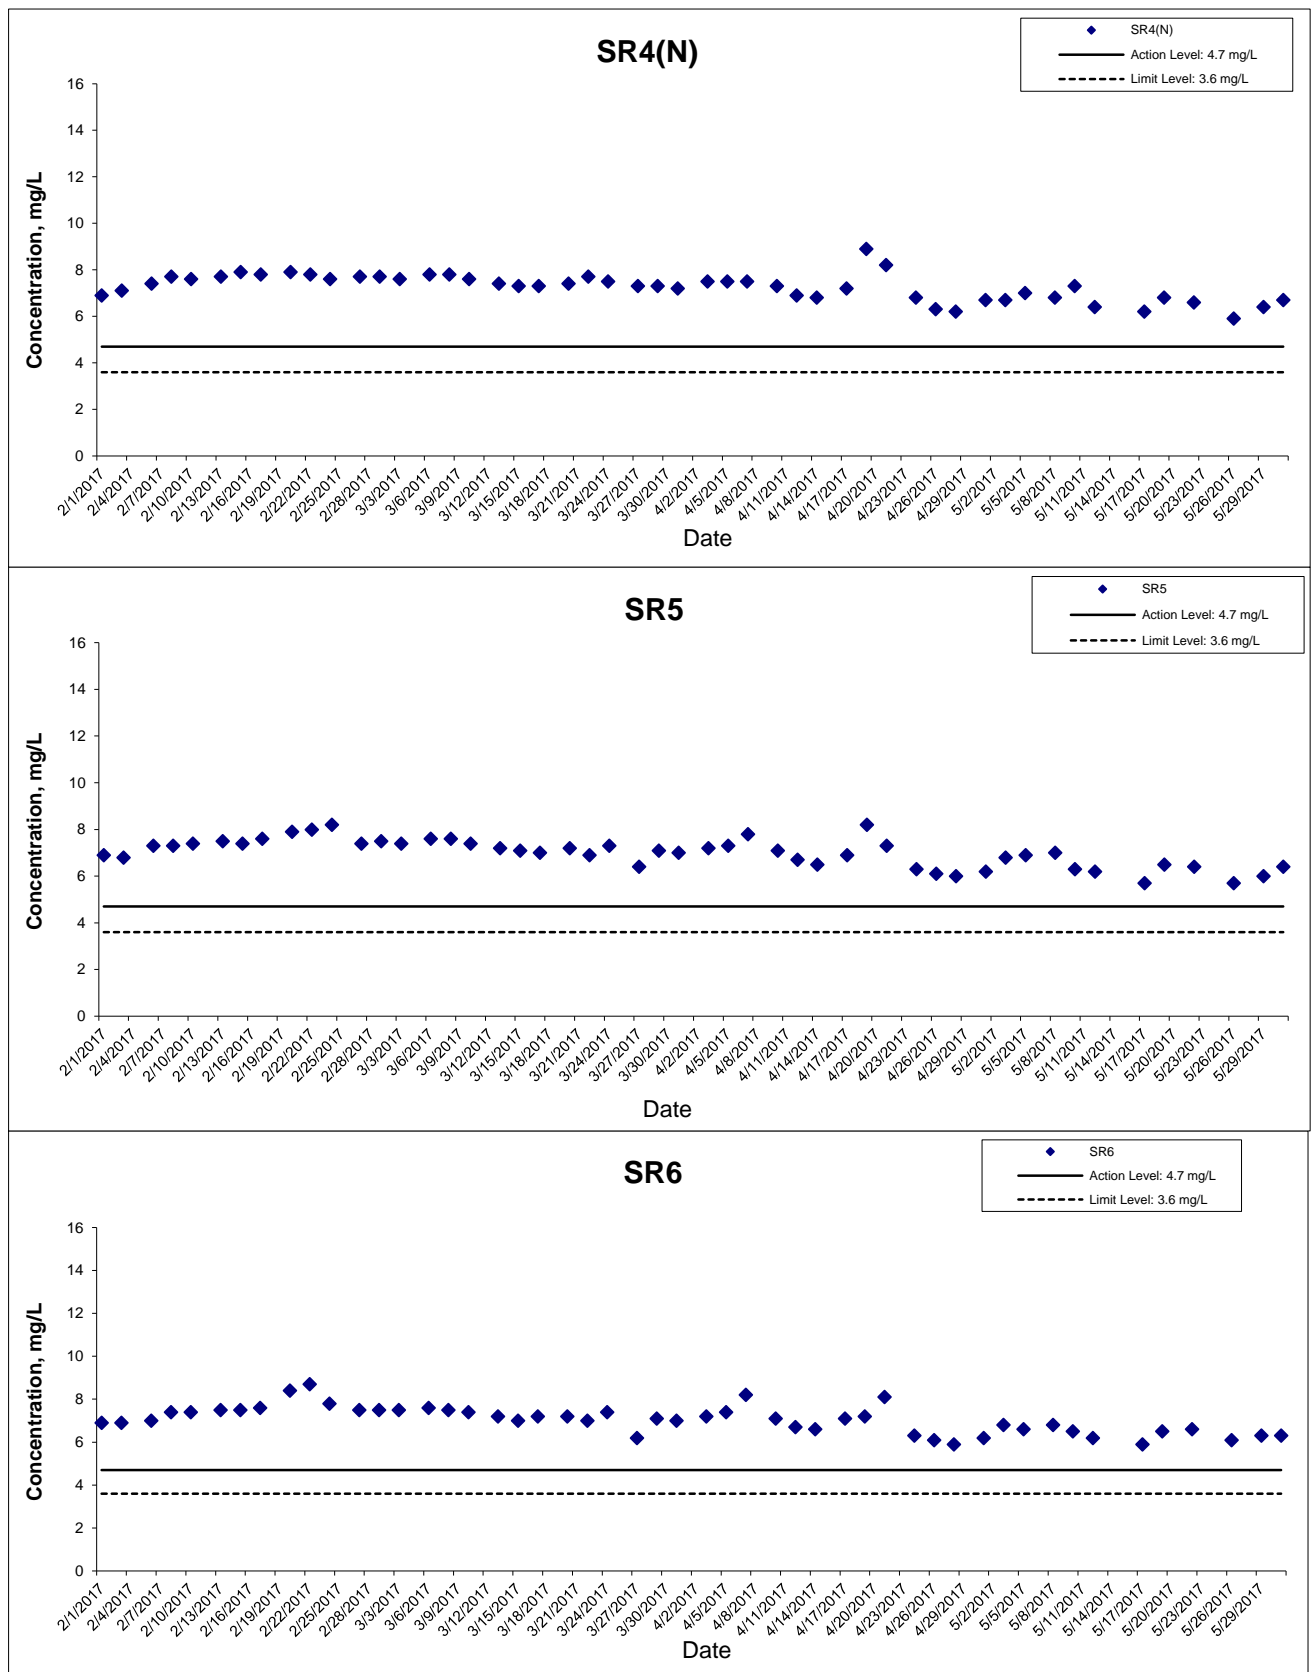 SR4(N)
SR4(N)
Action Level: 4.7 mg/L
Limit Level: 3.6 mg/L
Concentration, mg/L
16
14
12
10
8
6
4
2
0
2/1/2017 2/4/2017 2/7/2017 2/10/2017 2/13/2017 2/16/2017 2/19/2017 2/22/2017 2/25/2017 2/28/2017 3/3/2017 3/6/2017 3/9/2017 3/12/2017 3/15/2017 3/18/2017 3/21/2017 3/24/2017 3/27/2017 3/30/2017 4/2/2017 4/5/2017 4/8/2017 4/11/2017 4/14/2017 4/17/2017 4/20/2017 4/23/2017 4/26/2017 4/29/2017 5/2/2017 5/5/2017 5/8/2017 5/11/2017 5/14/2017 5/17/2017 5/20/2017 5/23/2017 5/26/2017 5/29/2017
Date
SR5
SR5
Action Level: 4.7 mg/L
Limit Level: 3.6 mg/L
Concentration, mg/L
16
14
12
10
8
6
4
2
0
2/1/2017 2/4/2017 2/7/2017 2/10/2017 2/13/2017 2/16/2017 2/19/2017 2/22/2017 2/25/2017 2/28/2017 3/3/2017 3/6/2017 3/9/2017 3/12/2017 3/15/2017 3/18/2017 3/21/2017 3/24/2017 3/27/2017 3/30/2017 4/2/2017 4/5/2017 4/8/2017 4/11/2017 4/14/2017 4/17/2017 4/20/2017 4/23/2017 4/26/2017 4/29/2017 5/2/2017 5/5/2017 5/8/2017 5/11/2017 5/14/2017 5/17/2017 5/20/2017 5/23/2017 5/26/2017 5/29/2017
Date
SR6
SR6
Action Level: 4.7 mg/L
Limit Level: 3.6 mg/L
Concentration, mg/L
16
14
12
10
8
6
4
2
0
2/1/2017 2/4/2017 2/7/2017 2/10/2017 2/13/2017 2/16/2017 2/19/2017 2/22/2017 2/25/2017 2/28/2017 3/3/2017 3/6/2017 3/9/2017 3/12/2017 3/15/2017 3/18/2017 3/21/2017 3/24/2017 3/27/2017 3/30/2017 4/2/2017 4/5/2017 4/8/2017 4/11/2017 4/14/2017 4/17/2017 4/20/2017 4/23/2017 4/26/2017 4/29/2017 5/2/2017 5/5/2017 5/8/2017 5/11/2017 5/14/2017 5/17/2017 5/20/2017 5/23/2017 5/26/2017 5/29/2017
Date